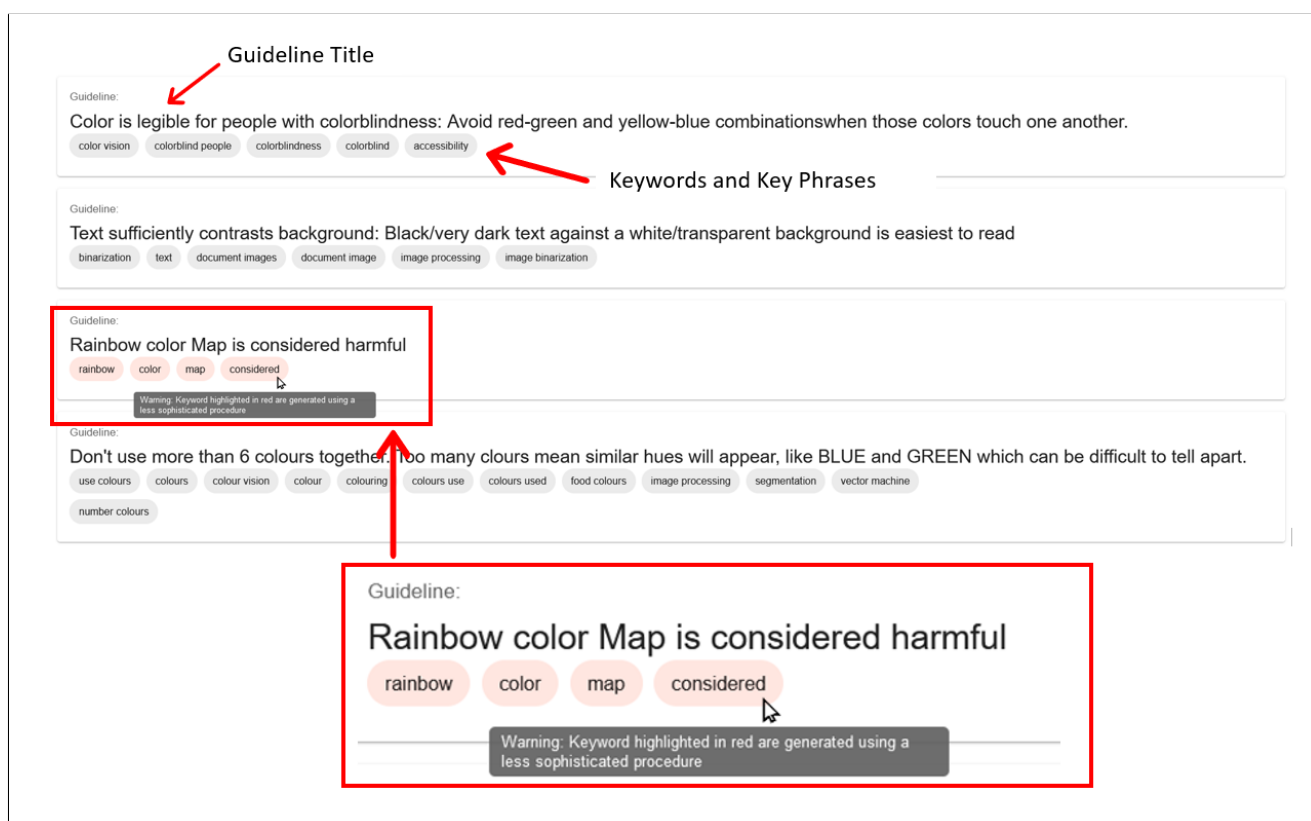 Guideline Title
Guideline:
Color is legible for people with colorblindness: Avoid red-green and yellow-blue combinationswhen those colors touch one another.
color vision colorblind people colorblindness colorblind accessibility
Keywords and Key Phrases
Guideline:
Text sufficiently contrasts background: Black/very dark text against a white/transparent background is easiest to read
binarization text document images document image image processing image binarization
Guideline:
Rainbow color Map is considered harmful
rainbow color map considered
Warning: Keyword highlighted in red are generated using a
less sophisticated procedure
Guideline:
Don't use more than 6 colours together. Too many clours mean similar hues will appear, like BLUE and GREEN which can be difficult to tell apart.
use colours colours colour vision colour colouring colours use colours used food colours image processing segmentation vector machine
number colours
Guideline:
Rainbow color Map is considered harmful
rainbow color map considered
Warning: Keyword highlighted in red are generated using a
less sophisticated procedure